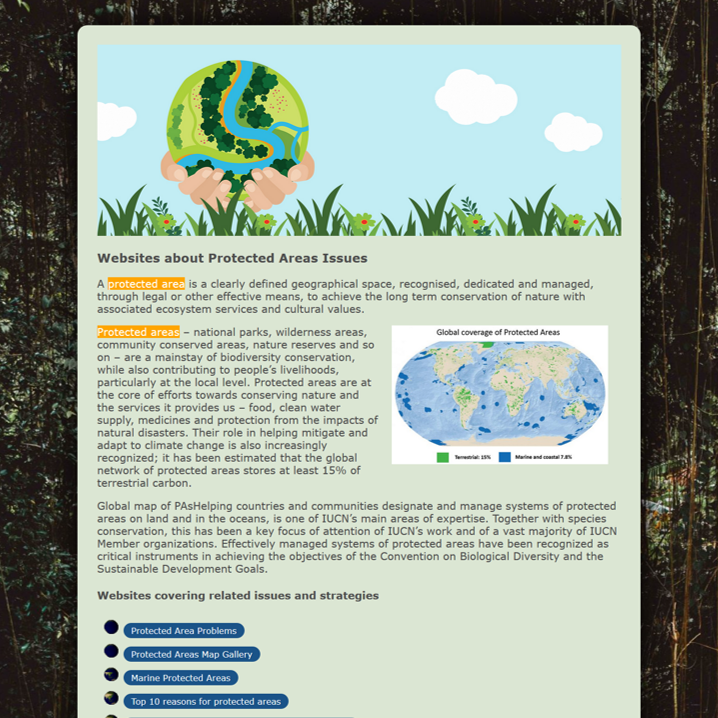 Websites about Protected Areas Issues
A protected area is a clearly defined geographical space, recognised, dedicated and managed,
through legal or other effective means, to achieve the long term conservation of nature with
associated ecosystem services and cultural values.
Protected areas – national parks, wilderness areas,
community conserved areas, nature reserves and so
on – are a mainstay of biodiversity conservation,
while also contributing to people's livelihoods,
particularly at the local level. Protected areas are at
the core of efforts towards conserving nature and
the services it provides us – food, clean water
supply, medicines and protection from the impacts of
natural disasters. Their role in helping mitigate and
adapt to climate change is also increasingly
recognized; it has been estimated that the global
network of protected areas stores at least 15% of
terrestrial carbon.
Global coverage of Protected Areas
Terrestrial: 15%
Marine and coastal 7.8%
Global map of PAsHelping countries and communities designate and manage systems of protected
areas on land and in the oceans, is one of IUCN's main areas of expertise. Together with species
conservation, this has been a key focus of attention of IUCN's work and of a vast majority of IUCN
Member organizations. Effectively managed systems of protected areas have been recognized as
critical instruments in achieving the objectives of the Convention on Biological Diversity and the
Sustainable Development Goals.
Websites covering related issues and strategies
Protected Area Problems
Protected Areas Map Gallery
Marine Protected Areas
Top 10 reasons for protected areas